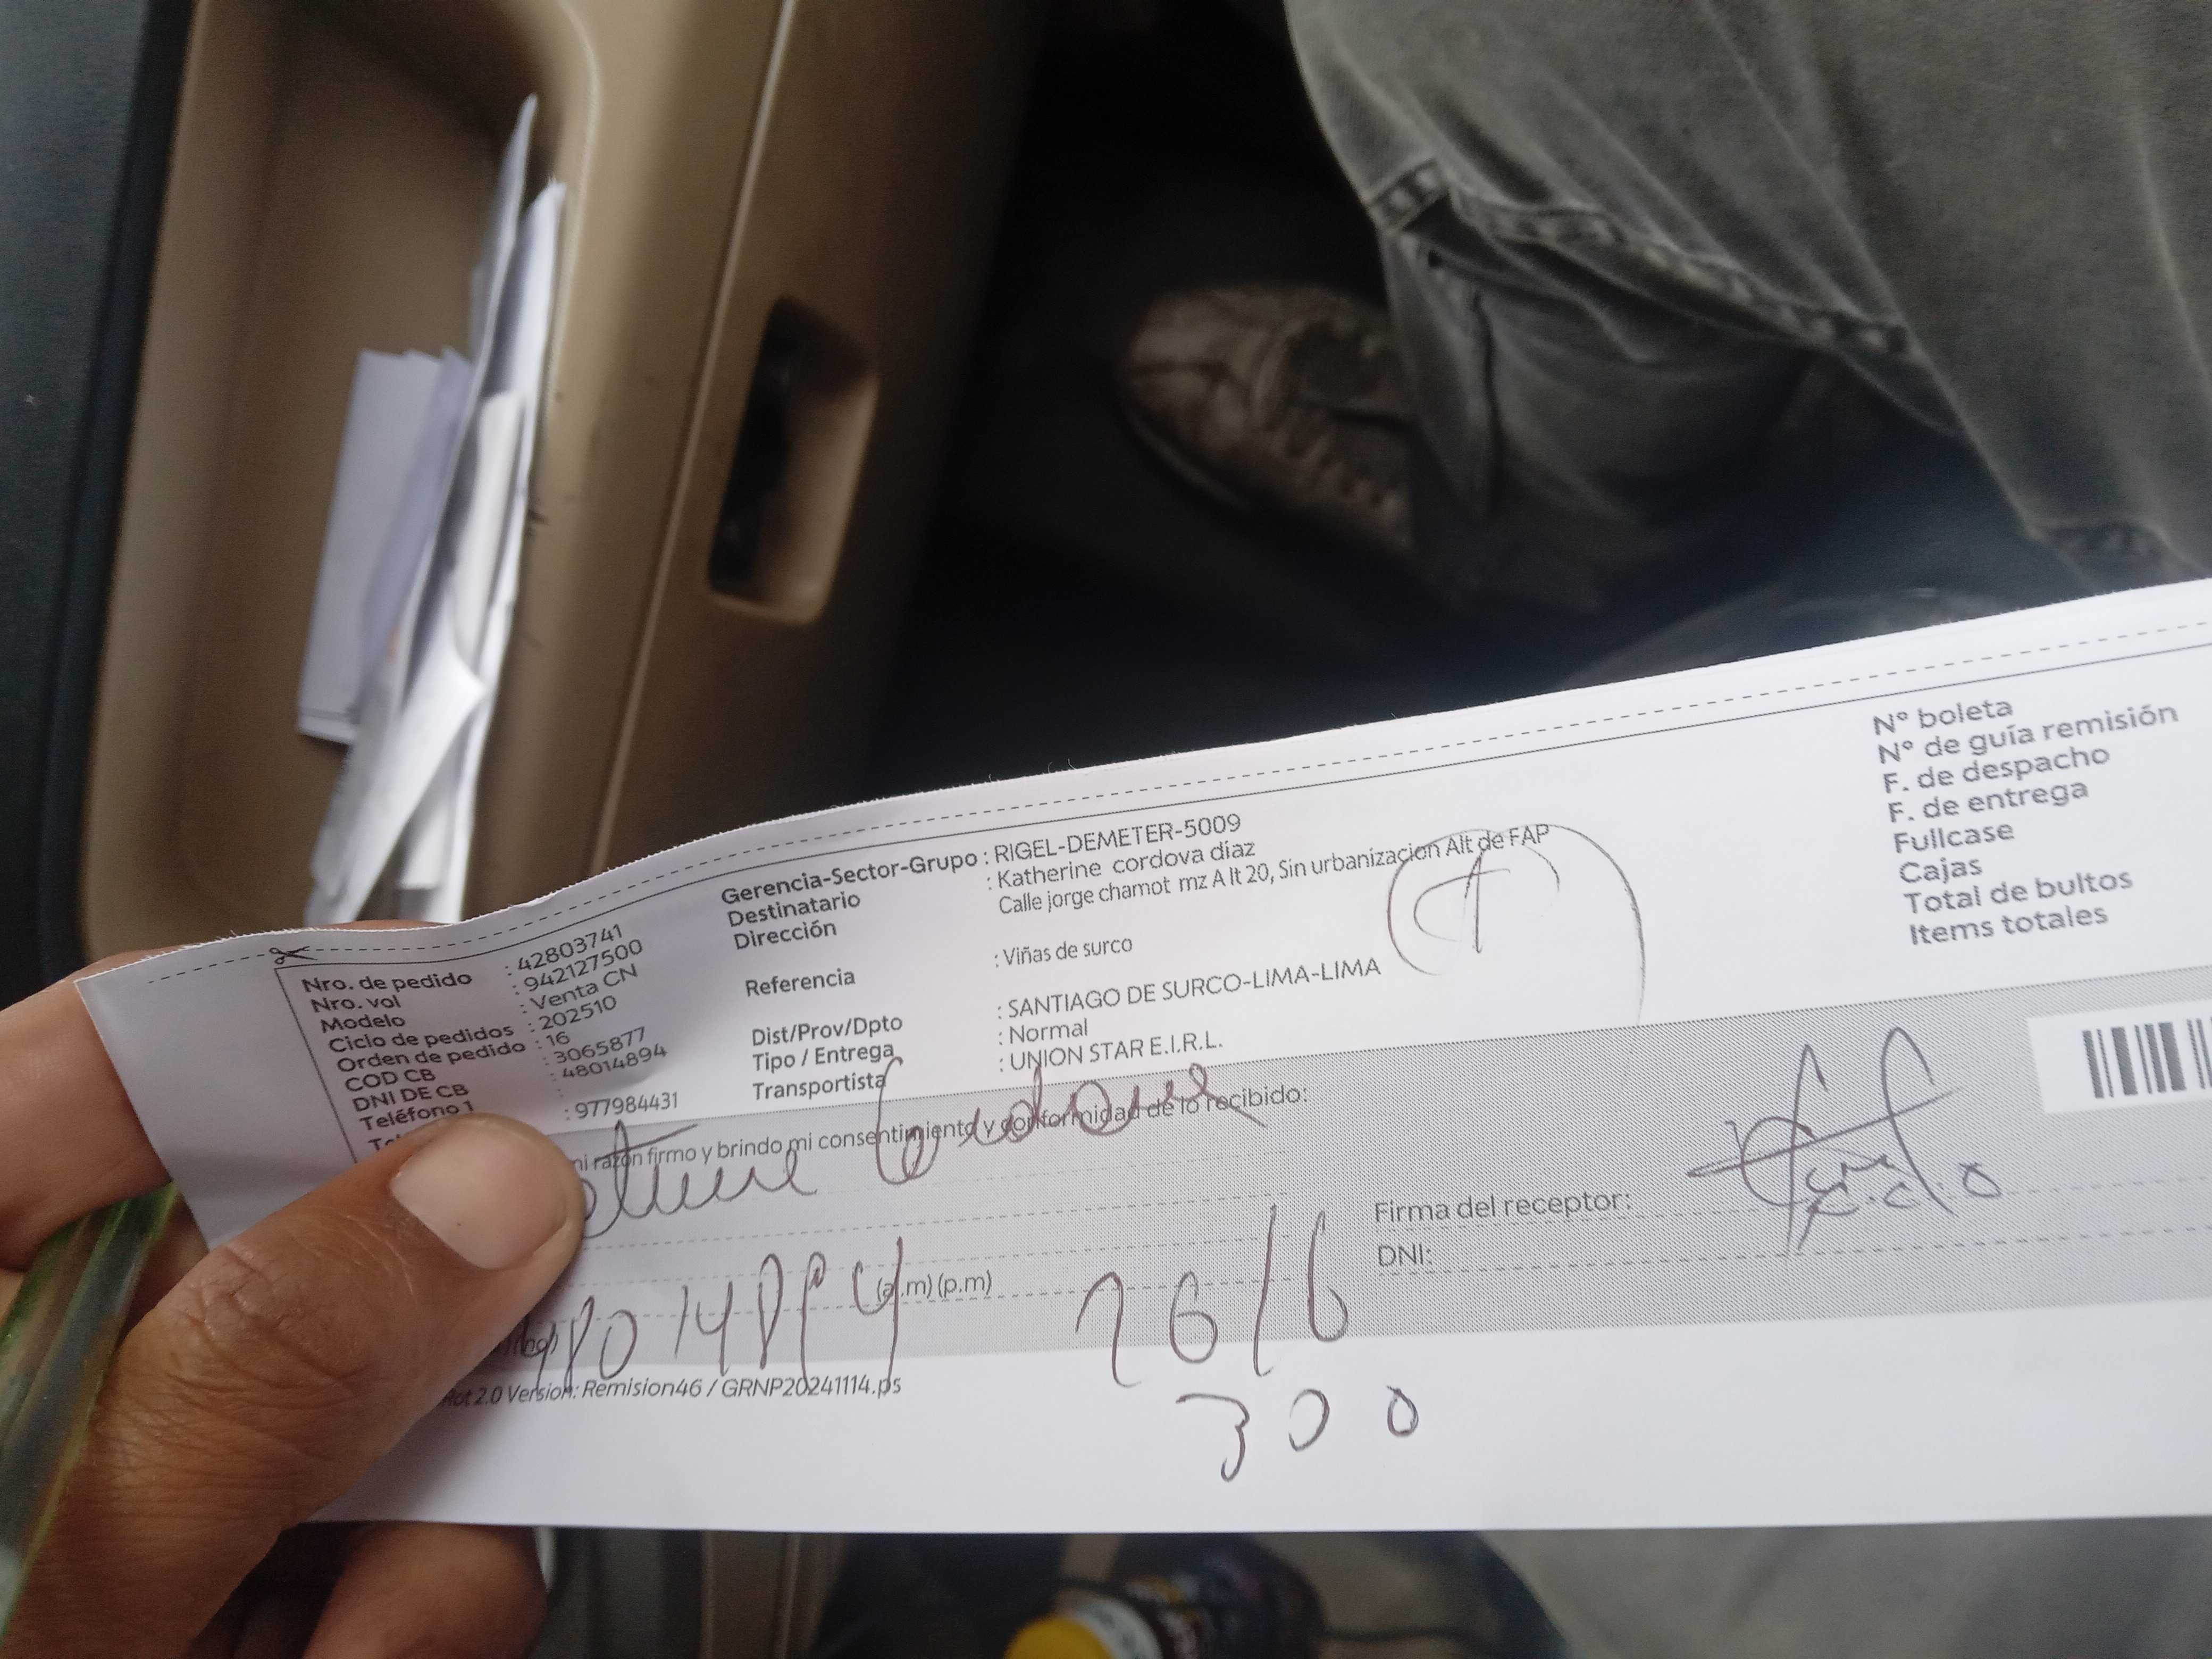 Nro. de pedido : 42803741
Nro. vol : 942127500
Modelo : Venta CN
Ciclo de pedidos : 202510
Orden de pedido : 16
COD CB : 3065877
DNI DE CB : 48014894
Teléfono 1 :
: 977984431
Gerencia-Sector-Grupo : RIGEL-DEMETER-5009
Destinatario : Katherine cordova díaz
Dirección Calle jorge chamot mz A lt 20, Sin urbanizacion Alt de FAP
Referencia : Viñas de surco
Dist/Prov/Dpto : SANTIAGO DE SURCO-LIMA-LIMA
Tipo / Entrega : Normal
Transportista : UNION STAR E.I.R.L.
N° boleta
N° de guía remisión
F. de despacho
F. de entrega
Fullcase
Cajas
Total de bultos
Items totales
1
razón firmo y brindo mi consentimiento y conformidad de lo recibido:
Cordova
Firma del receptor:
DNI:
(a.m) (p.m)
48014894
26/6
300
2.0 Version: Remision46 / GRNP20241114.ps